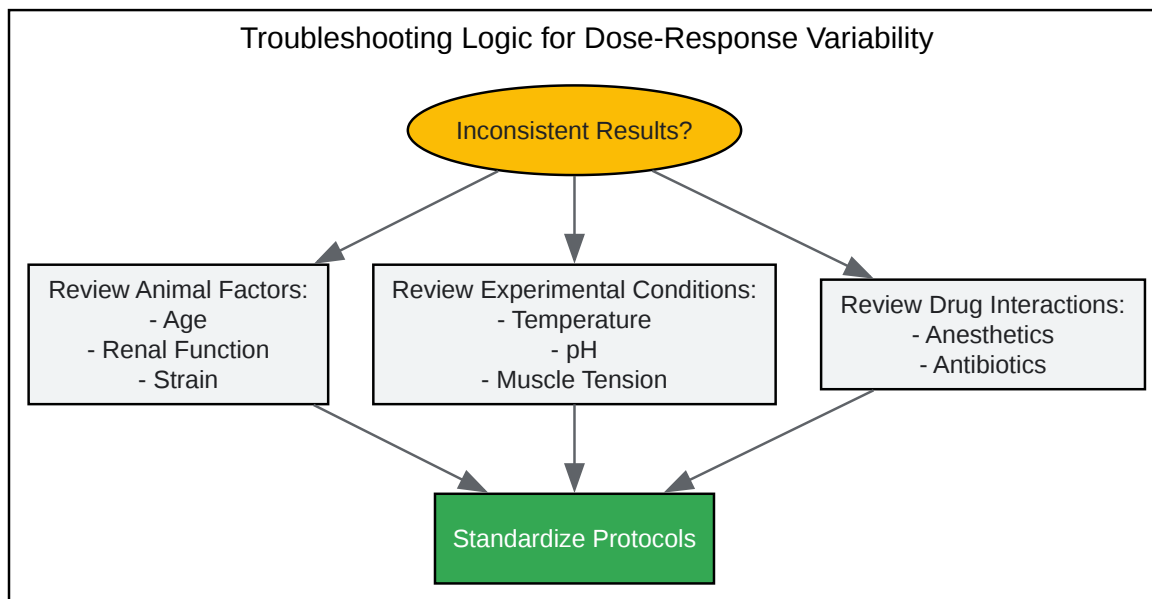 Troubleshooting Logic for Dose-Response Variability
Inconsistent Results?
Review Animal Factors:
- Age
- Renal Function
- Strain
Review Experimental Conditions:
- Temperature
- pH
- Muscle Tension
Review Drug Interactions:
- Anesthetics
- Antibiotics
Standardize Protocols